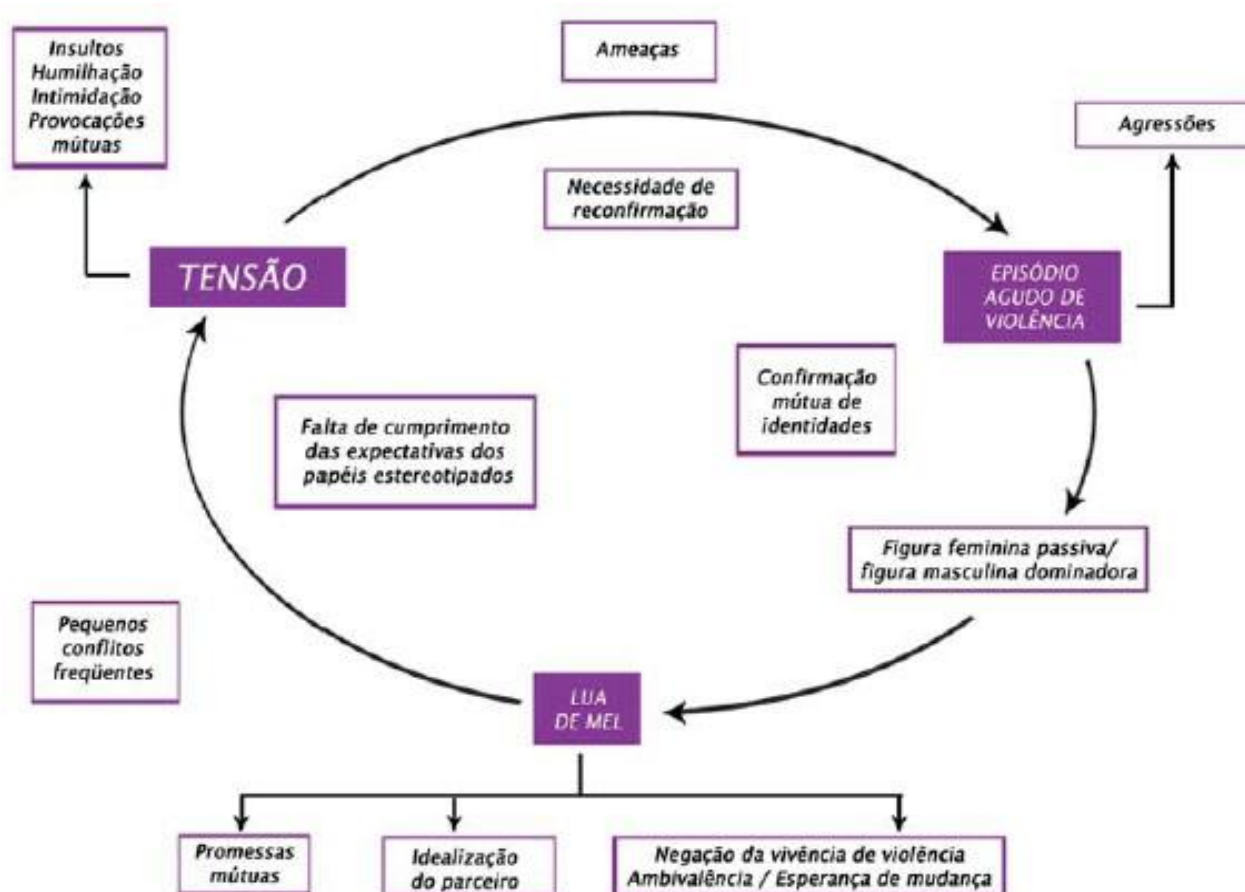 Insultos
Humilhação
Intimidação
Provocações
mútuas
Ameaças
Agressões
Necessidade de
reconfirmação
TENSÃO
EPISÓDIO
AGUDO DE
VIOLÊNCIA
Confirmação
mútua de
identidades
Falta de cumprimento
das expectativas dos
papéis estereotipados
Figura feminina passiva/
figura masculina dominadora
Pequenos
conflitos
freqüentes
LUA
DE MEL
Promessas
mútuas
Idealização
do parceiro
Negação da vivência de violência
Ambivalência / Esperança de mudança